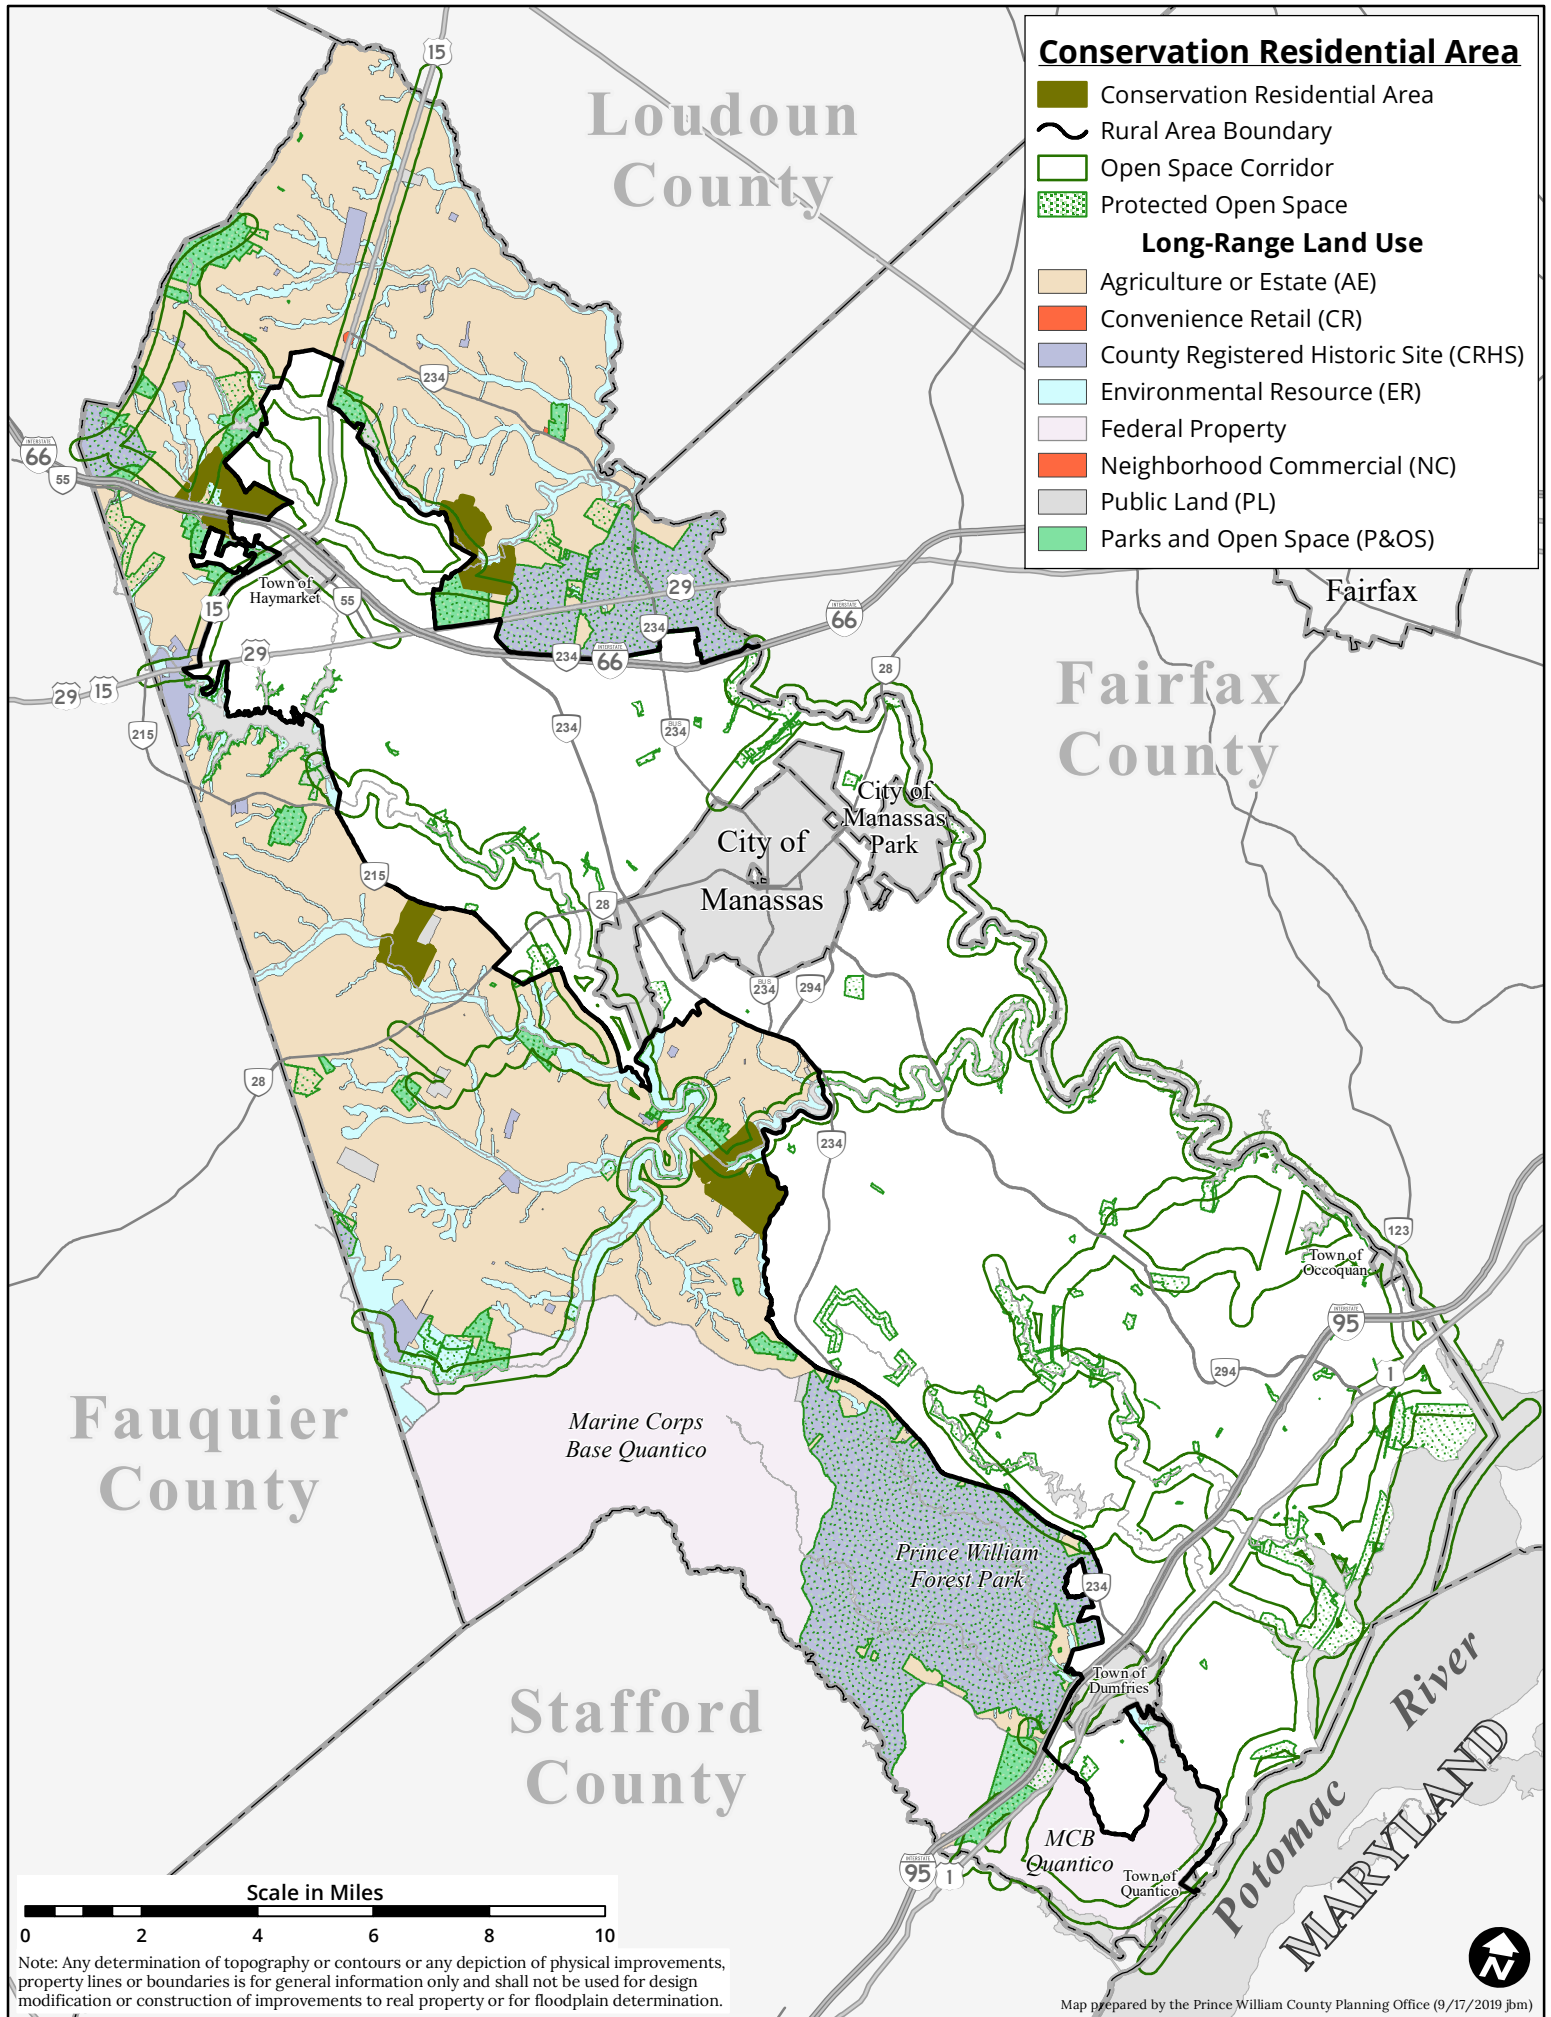 Conservation Residential Area
Conservation Residential Area
Rural Area Boundary
Open Space Corridor
Protected Open Space
Long-Range Land Use
Agriculture or Estate (AE)
Convenience Retail (CR)
County Registered Historic Site (CRHS)
Environmental Resource (ER)
Federal Property
Neighborhood Commercial (NC)
Public Land (PL)
Parks and Open Space (P&OS)
15
Loudoun
County
234
INTERSTATE
66
55
Town of
Haymarket
55
15
29
234
234
INTERSTATE
66
INTERSTATE
66
Fairfax
29
29
15
215
28
Fairfax
County
234
BUS
234
City of
Manassas
Park
City of
Manassas
215
28
BUS
234
294
28
234
123
Town of
Occoquan
INTERSTATE
95
294
1
Fauquier
County
Marine Corps
Base Quantico
Prince William
Forest Park
234
Town of
Dumfries
Stafford
County
MCB
Quantico
Town of
Quantico
INTERSTATE
95
1
Potomac
River
MARYLAND
Scale in Miles
0 2 4 6 8 10
Note: Any determination of topography or contours or any depiction of physical improvements,
property lines or boundaries is for general information only and shall not be used for design
modification or construction of improvements to real property or for floodplain determination.
N
Map prepared by the Prince William County Planning Office (9/17/2019 jbm)